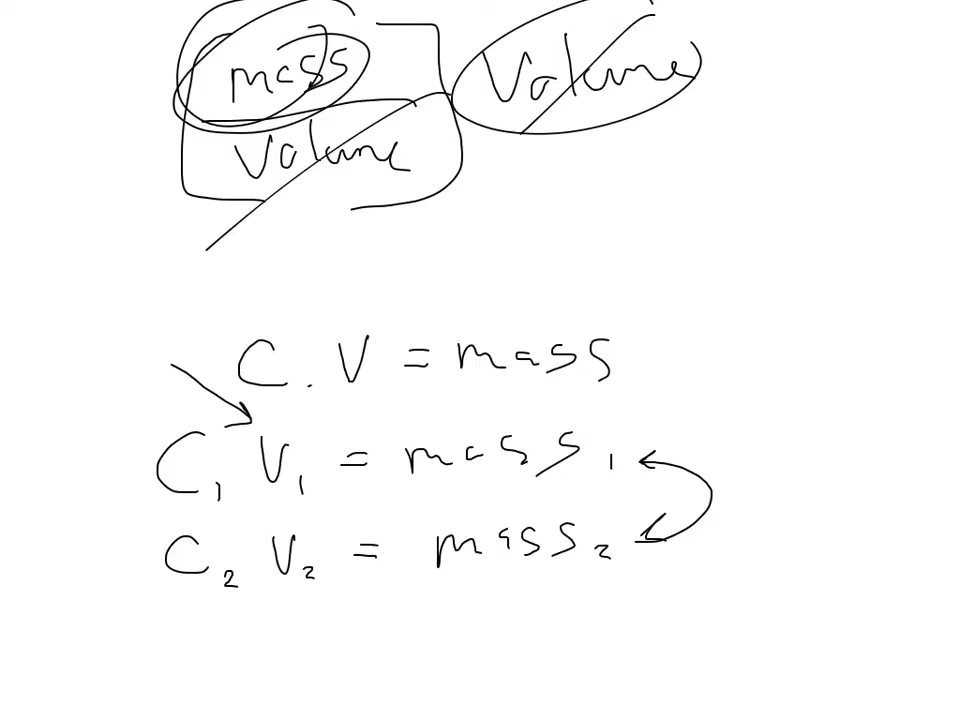 mass Volume
Volume
C . V = mass
C1 V1 = mass1
C2 V2 = mass2